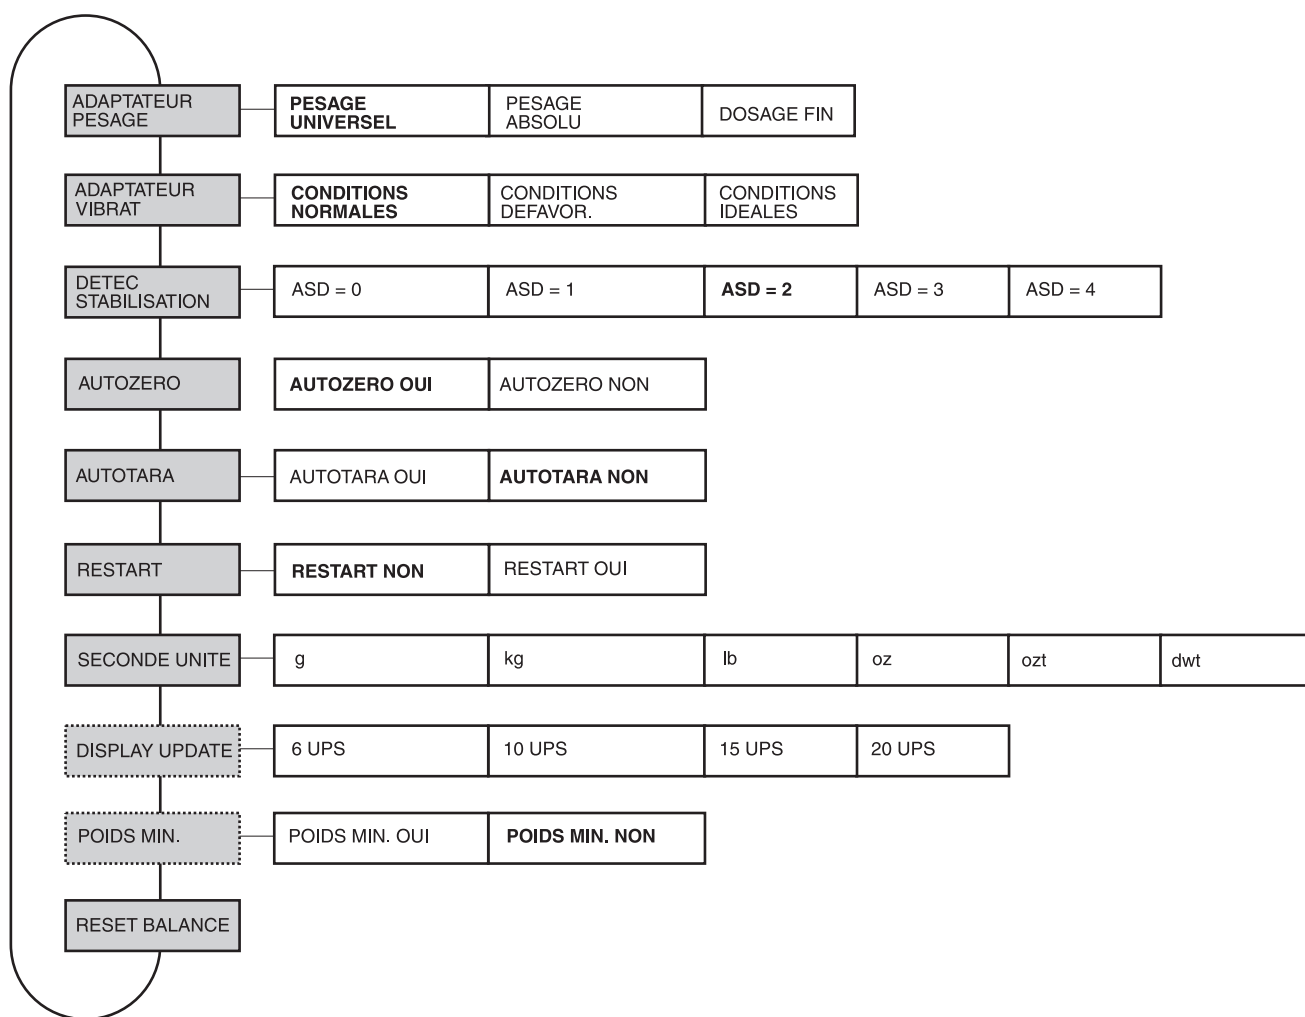 ADAPTATEUR
PESAGE
PESAGE
UNIVERSEL
PESAGE
ABSOLU
DOSAGE FIN
ADAPTATEUR
VIBRAT
CONDITIONS
NORMALES
CONDITIONS
DEFAVOR.
CONDITIONS
IDEALES
DETEC
STABILISATION
ASD = 0
ASD = 1
ASD = 2
ASD = 3
ASD = 4
AUTOZERO
AUTOZERO OUI
AUTOZERO NON
AUTOTARA
AUTOTARA OUI
AUTOTARA NON
RESTART
RESTART NON
RESTART OUI
SECONDE UNITE
g
kg
lb
oz
ozt
dwt
DISPLAY UPDATE
6 UPS
10 UPS
15 UPS
20 UPS
POIDS MIN.
POIDS MIN. OUI
POIDS MIN. NON
RESET BALANCE